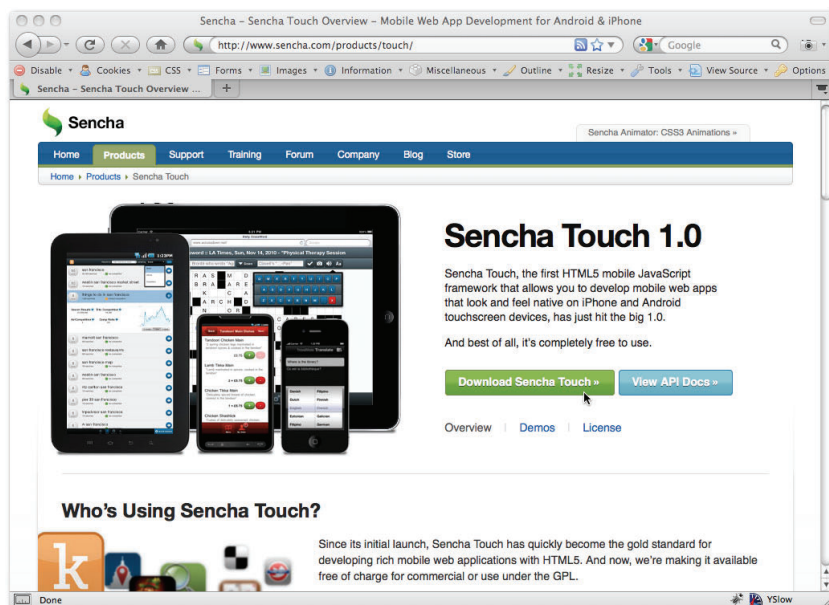 Sencha – Sencha Touch Overview – Mobile Web App Development for Android & iPhone
http://www.sencha.com/products/touch/
Google
Disable Cookies CSS Forms Images Information Miscellaneous Outline Resize Tools View Source Options
Sencha – Sencha Touch Overview ...
Sencha
Sencha Animator: CSS3 Animations »
Home Products Support Training Forum Company Blog Store
Home Products Sencha Touch
Sencha Touch 1.0
Sencha Touch, the first HTML5 mobile JavaScript
framework that allows you to develop mobile web apps
that look and feel native on iPhone and Android
touchscreen devices, has just hit the big 1.0.
And best of all, it's completely free to use.
Download Sencha Touch » View API Docs »
Overview Demos License
Who's Using Sencha Touch?
k
Since its initial launch, Sencha Touch has quickly become the gold standard for
developing rich mobile web applications with HTML5. And now, we're making it available
free of charge for commercial or use under the GPL.
Done YSlow